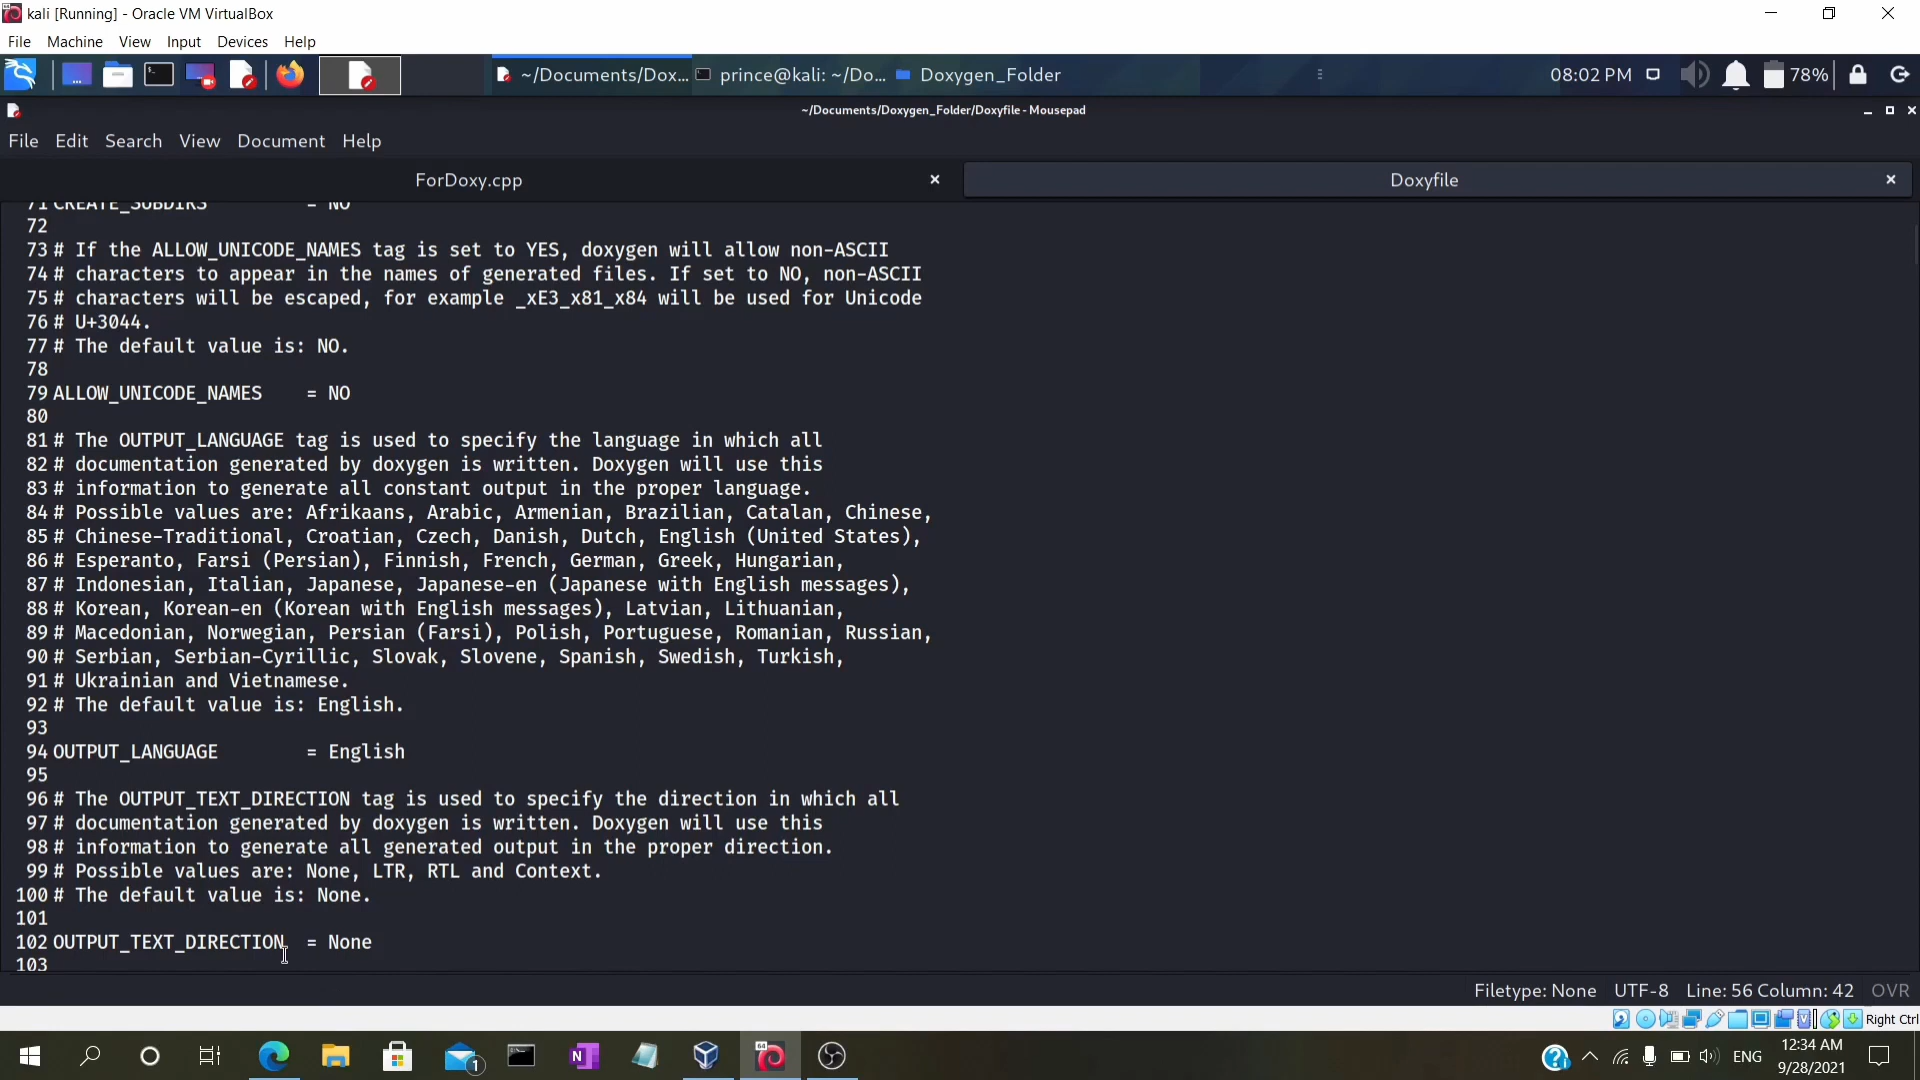 kali [Running] - Oracle VM VirtualBox
File Machine View Input Devices Help
~/Documents/Dox... prince@kali: ~/Do... Doxygen_Folder 08:02 PM 78%
~/Documents/Doxygen_Folder/Doxyfile - Mousepad
File Edit Search View Document Help
ForDoxy.cpp Doxyfile
71 CREATE_SUBDIRS = NO
72
73 # If the ALLOW_UNICODE_NAMES tag is set to YES, doxygen will allow non-ASCII
74 # characters to appear in the names of generated files. If set to NO, non-ASCII
75 # characters will be escaped, for example _xE3_x81_x84 will be used for Unicode
76 # U+3044.
77 # The default value is: NO.
78
79 ALLOW_UNICODE_NAMES = NO
80
81 # The OUTPUT_LANGUAGE tag is used to specify the language in which all
82 # documentation generated by doxygen is written. Doxygen will use this
83 # information to generate all constant output in the proper language.
84 # Possible values are: Afrikaans, Arabic, Armenian, Brazilian, Catalan, Chinese,
85 # Chinese-Traditional, Croatian, Czech, Danish, Dutch, English (United States),
86 # Esperanto, Farsi (Persian), Finnish, French, German, Greek, Hungarian,
87 # Indonesian, Italian, Japanese, Japanese-en (Japanese with English messages),
88 # Korean, Korean-en (Korean with English messages), Latvian, Lithuanian,
89 # Macedonian, Norwegian, Persian (Farsi), Polish, Portuguese, Romanian, Russian,
90 # Serbian, Serbian-Cyrillic, Slovak, Slovene, Spanish, Swedish, Turkish,
91 # Ukrainian and Vietnamese.
92 # The default value is: English.
93
94 OUTPUT_LANGUAGE = English
95
96 # The OUTPUT_TEXT_DIRECTION tag is used to specify the direction in which all
97 # documentation generated by doxygen is written. Doxygen will use this
98 # information to generate all generated output in the proper direction.
99 # Possible values are: None, LTR, RTL and Context.
100 # The default value is: None.
101
102 OUTPUT_TEXT_DIRECTION = None
103
Filetype: None UTF-8 Line: 56 Column: 42 OVR
Right Ctrl
1 N 64 ENG 12:34 AM
9/28/2021